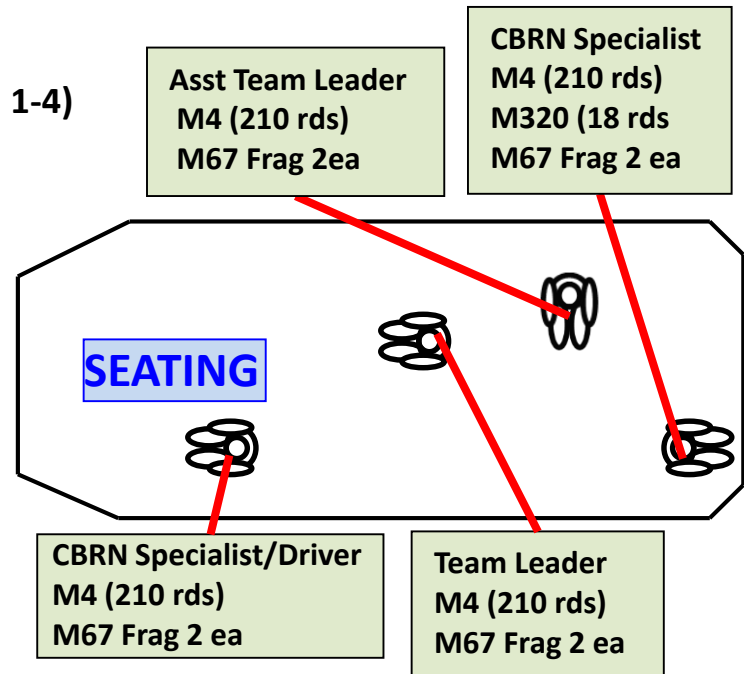 1-4)
Asst Team Leader
M4 (210 rds)
M67 Frag 2ea
CBRN Specialist
M4 (210 rds)
M320 (18 rds
M67 Frag 2 ea
SEATING
CBRN Specialist/Driver
M4 (210 rds)
M67 Frag 2 ea
Team Leader
M4 (210 rds)
M67 Frag 2 ea